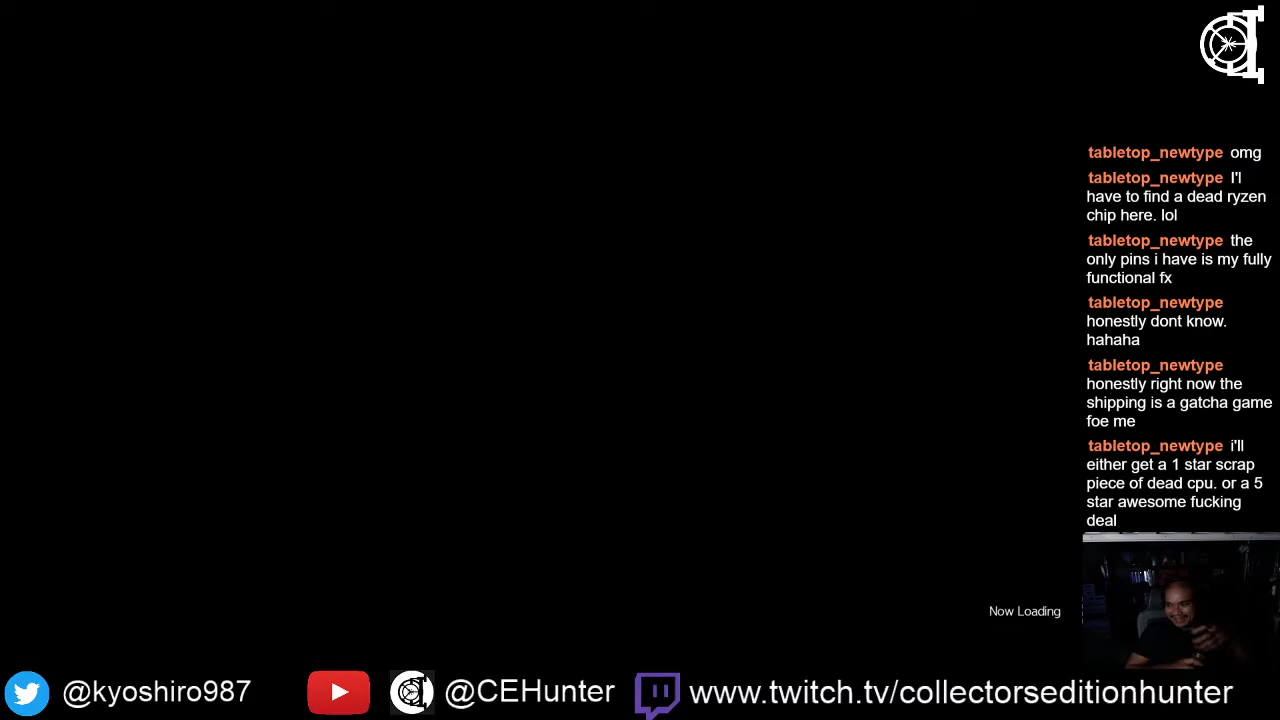 tabletop_newtype omg
tabletop_newtype I'l
have to find a dead ryzen
chip here. lol
tabletop_newtype the
only pins i have is my fully
functional fx
tabletop_newtype
honestly dont know.
hahaha
tabletop_newtype
honestly right now the
shipping is a gatcha game
foe me
tabletop_newtype i'll
either get a 1 star scrap
piece of dead cpu. or a 5
star awesome fucking
deal
Now Loading
@kyoshiro987
@CEHunter
www.twitch.tv/collectorseditionhunter